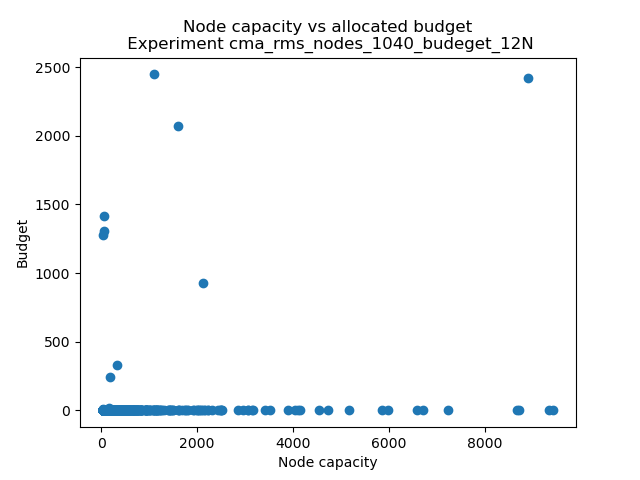 Node capacity vs allocated budget
Experiment cma_rms_nodes_1040_budeget_12N
2500
2000
1500
1000
500
0
Budget
0 2000 4000 6000 8000
Node capacity